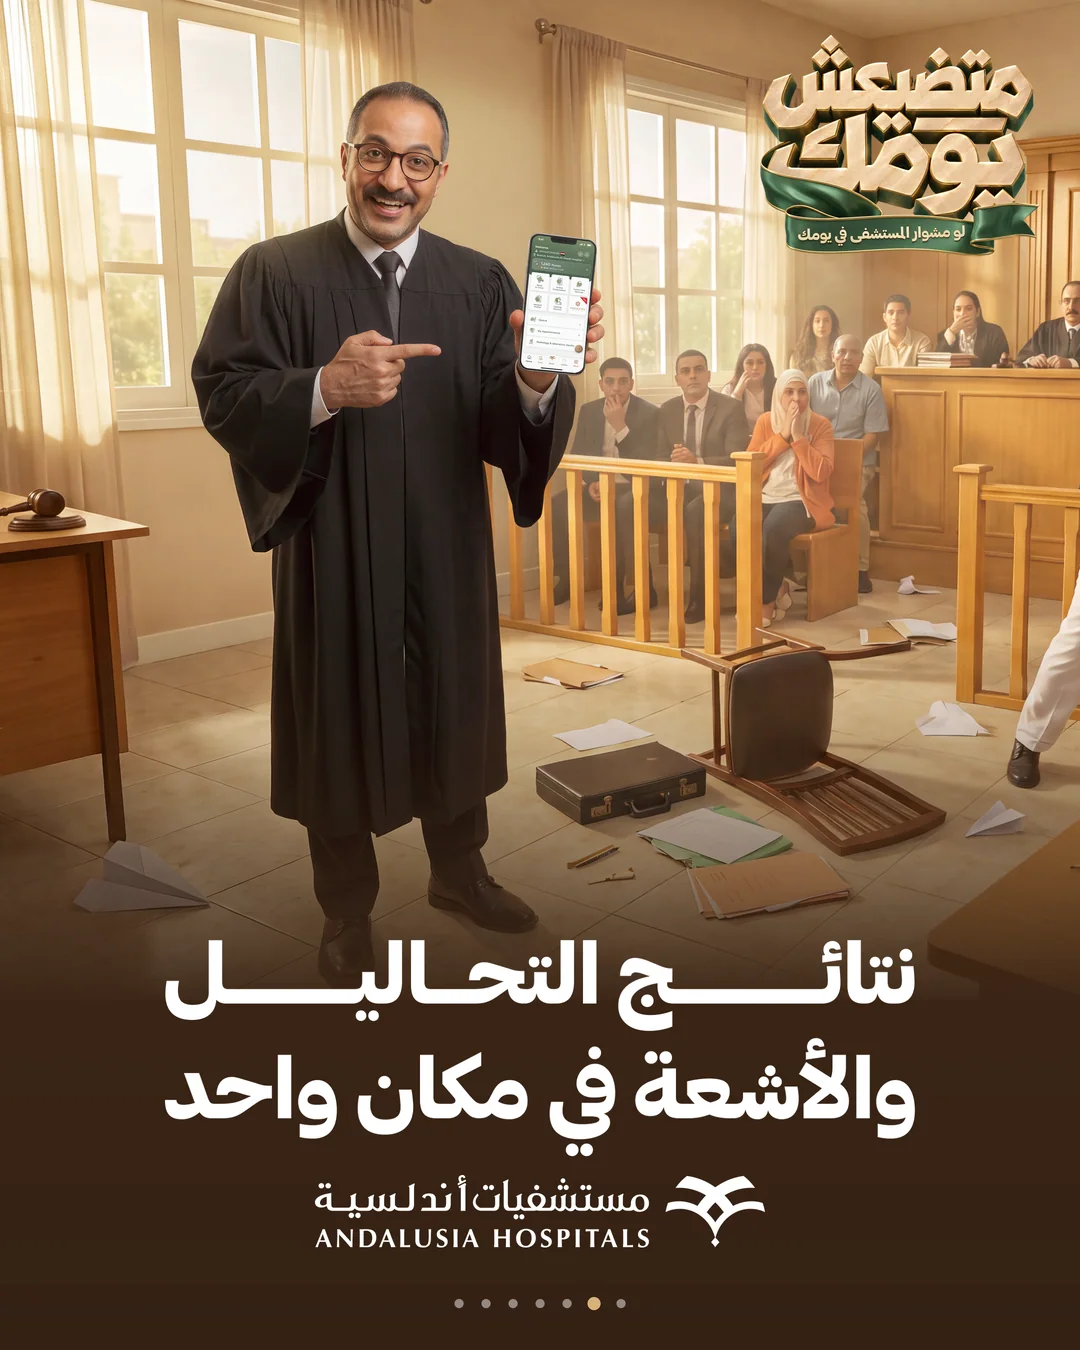 متضيعش
يومك
لو مشوار المستشفى في يومك
نتائج التحاليل
والأشعة في مكان واحد
مستشفيات أندلسية
ANDALUSIA HOSPITALS